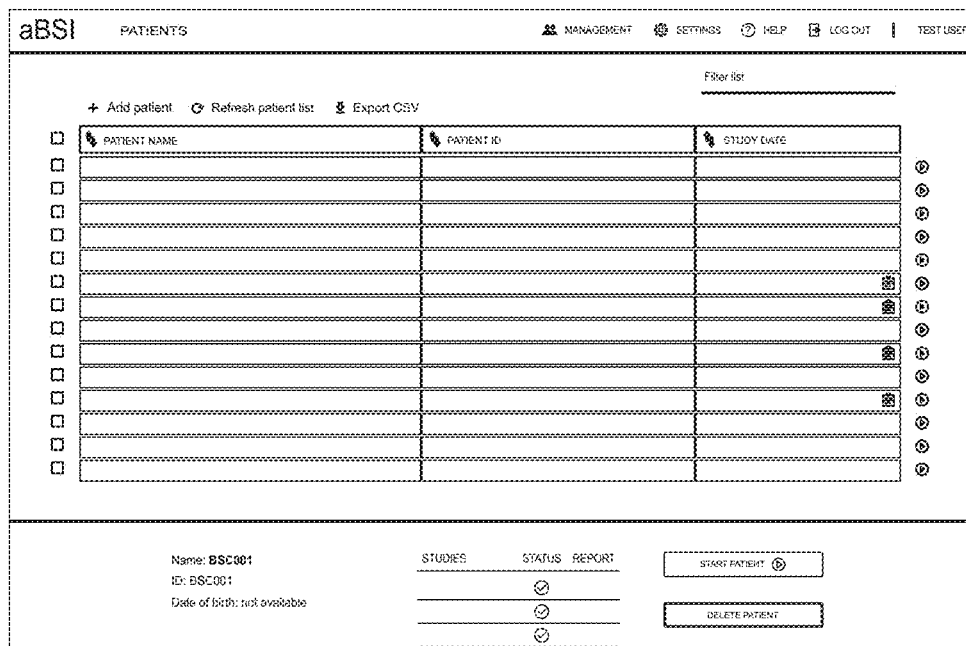 aBSI PATIENTS MANAGEMENT SETTINGS HELP LOG OUT TEST USER
Filter list
Add patient Refresh patient list Export CSV
PATIENT NAME PATIENT ID STUDY DATE
Name: BSC001 STUDIES STATUS REPORT START PATIENT
ID: BSC001
Date of birth: not available DELETE PATIENT